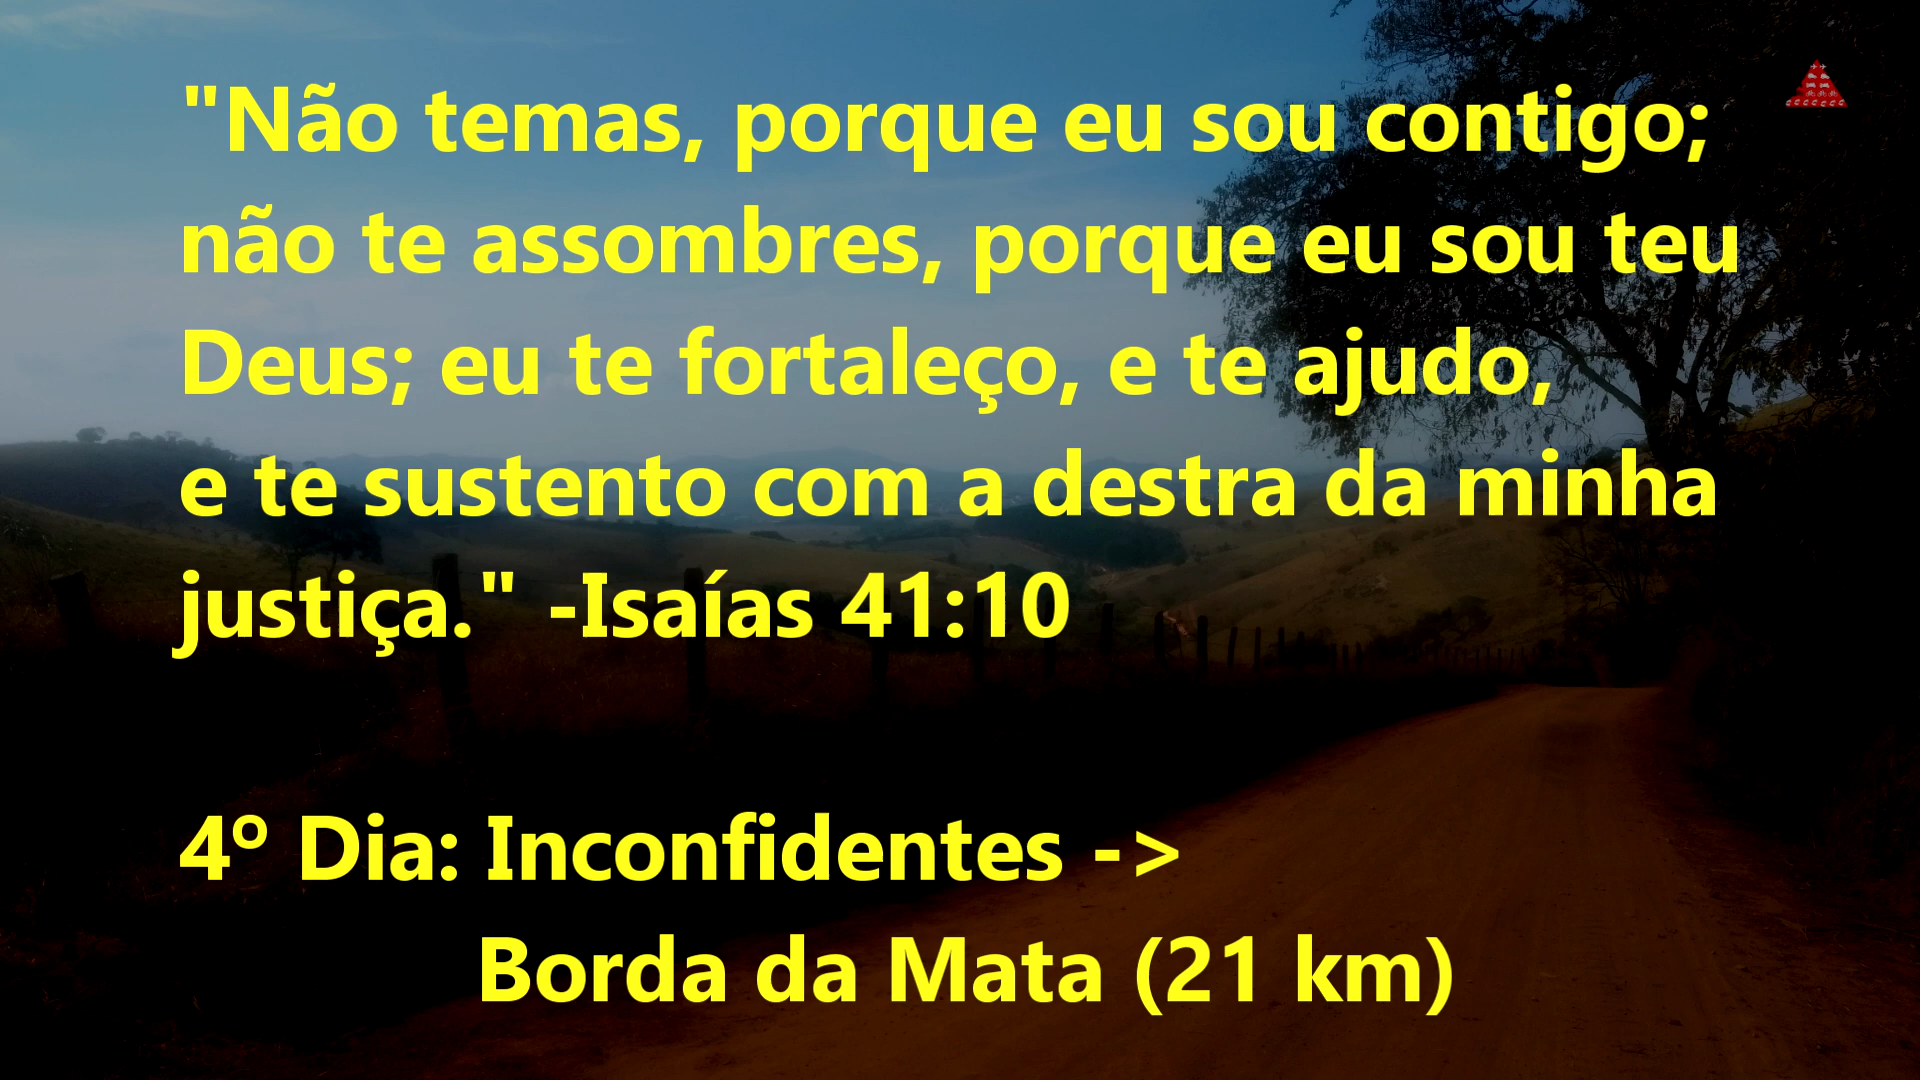 "Não temas, porque eu sou contigo;
não te assombres, porque eu sou teu
Deus; eu te fortaleço, e te ajudo,
e te sustento com a destra da minha
justiça." -Isaías 41:10
4º Dia: Inconfidentes ->
Borda da Mata (21 km)